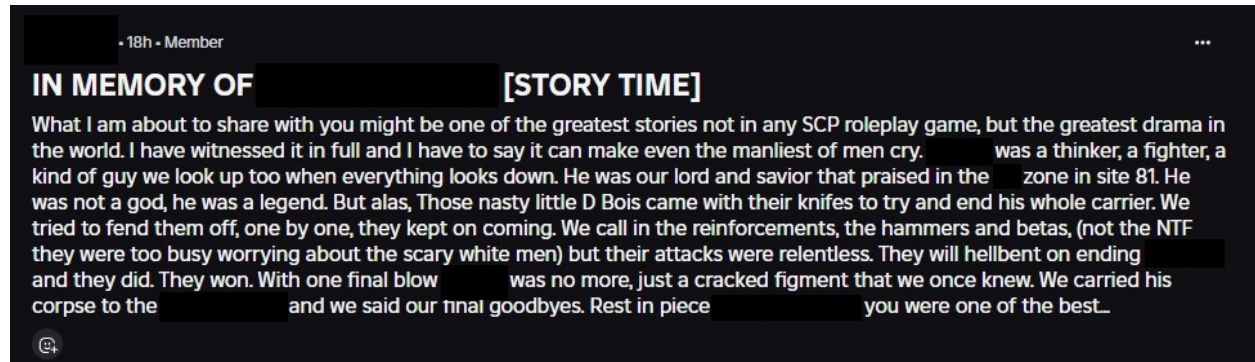 · 18h · Member
IN MEMORY OF [STORY TIME]
What I am about to share with you might be one of the greatest stories not in any SCP roleplay game, but the greatest drama in
the world. I have witnessed it in full and I have to say it can make even the manliest of men cry. was a thinker, a fighter, a
kind of guy we look up too when everything looks down. He was our lord and savior that praised in the zone in site 81. He
was not a god, he was a legend. But alas, Those nasty little D Bois came with their knifes to try and end his whole carrier. We
tried to fend them off, one by one, they kept on coming. We call in the reinforcements, the hammers and betas, (not the NTF
they were too busy worrying about the scary white men) but their attacks were relentless. They will hellbent on ending
and they did. They won. With one final blow was no more, just a cracked figment that we once knew. We carried his
corpse to the and we said our final goodbyes. Rest in piece you were one of the best...